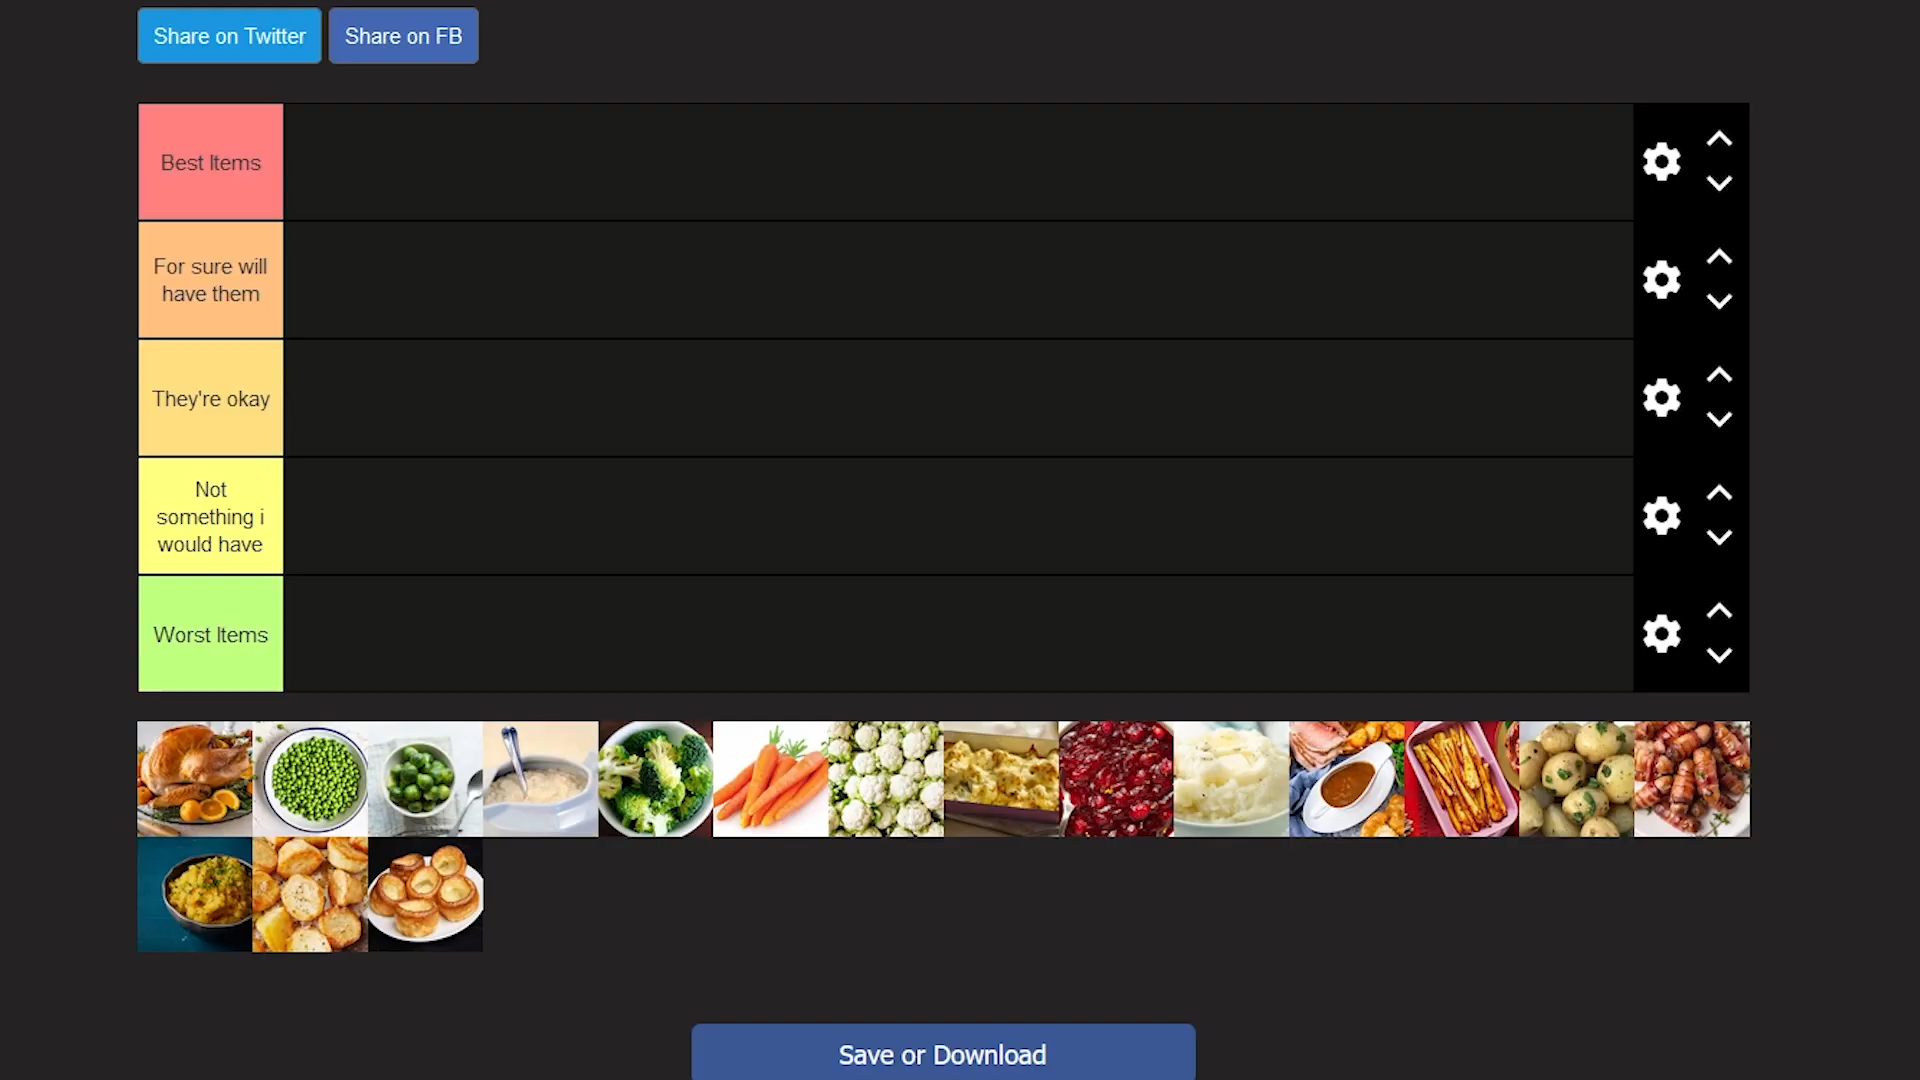 Share on Twitter Share on FB
Best Items
For sure will
have them
They're okay
Not
something i
would have
Worst Items
Save or Download